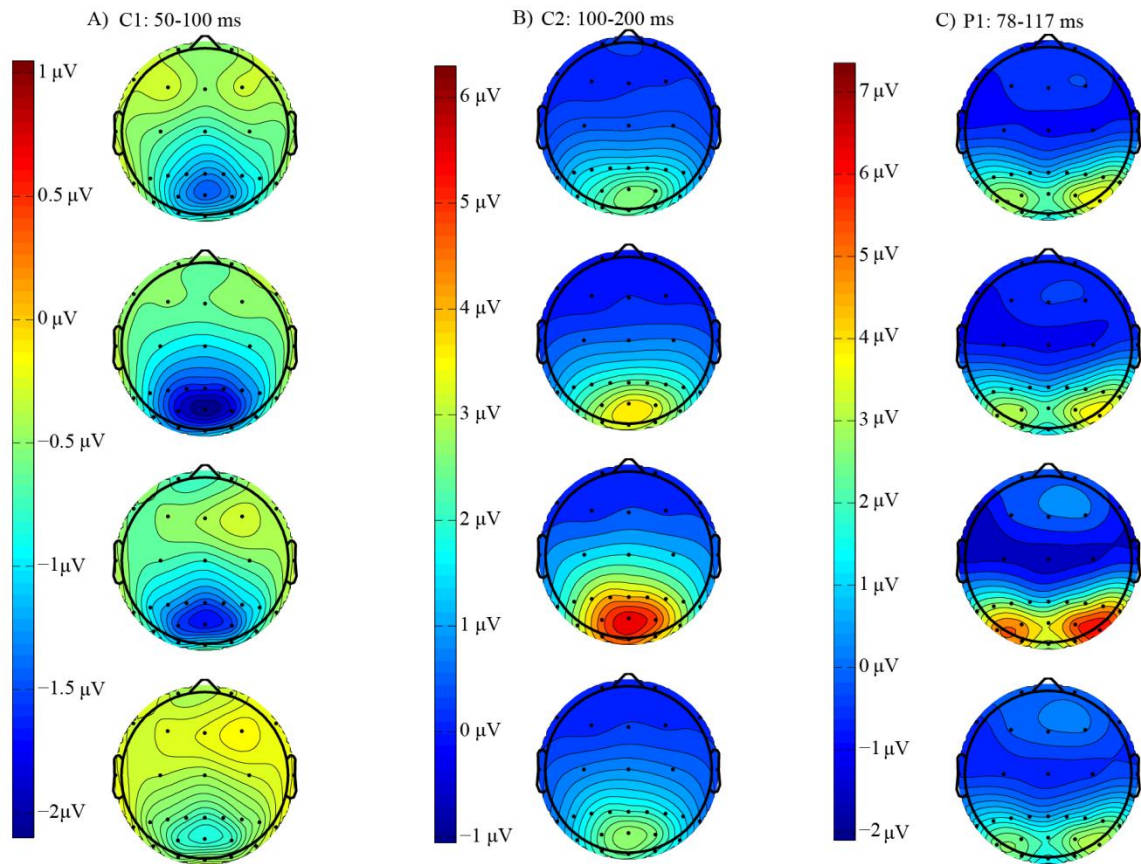 A) C1: 50-100 ms
1 µV
0.5 µV
0 µV
−0.5 µV
−1µV
−1.5 µV
−2µV
B) C2: 100-200 ms
6 µV
5 µV
4 µV
3 µV
2 µV
1 µV
0 µV
−1 µV
C) P1: 78-117 ms
7 µV
6 µV
5 µV
4 µV
3 µV
2 µV
1 µV
0 µV
−1 µV
−2 µV